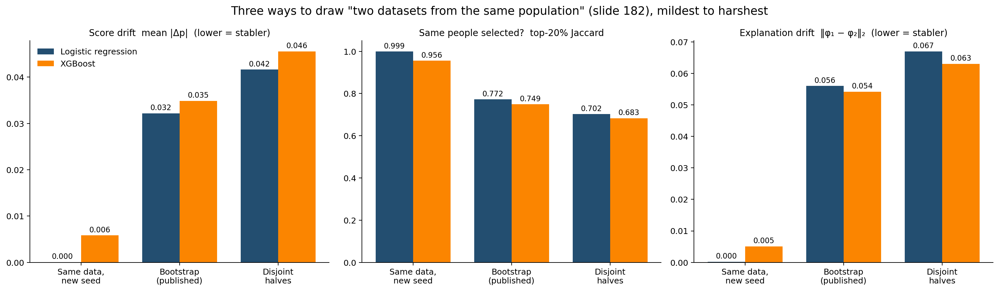 Three ways to draw "two datasets from the same population" (slide 182), mildest to harshest
Score drift  mean |Δp|  (lower = stabler)
Logistic regression
XGBoost
0.04
0.03
0.02
0.01
0.00
0.000
0.006
0.032
0.035
0.042
0.046
Same data,
new seed
Bootstrap
(published)
Disjoint
halves
Same people selected?  top-20% Jaccard
1.0
0.8
0.6
0.4
0.2
0.0
0.999
0.956
0.772
0.749
0.702
0.683
Same data,
new seed
Bootstrap
(published)
Disjoint
halves
Explanation drift  ‖φ₁ − φ₂‖₂  (lower = stabler)
0.07
0.06
0.05
0.04
0.03
0.02
0.01
0.00
0.000
0.005
0.056
0.054
0.067
0.063
Same data,
new seed
Bootstrap
(published)
Disjoint
halves